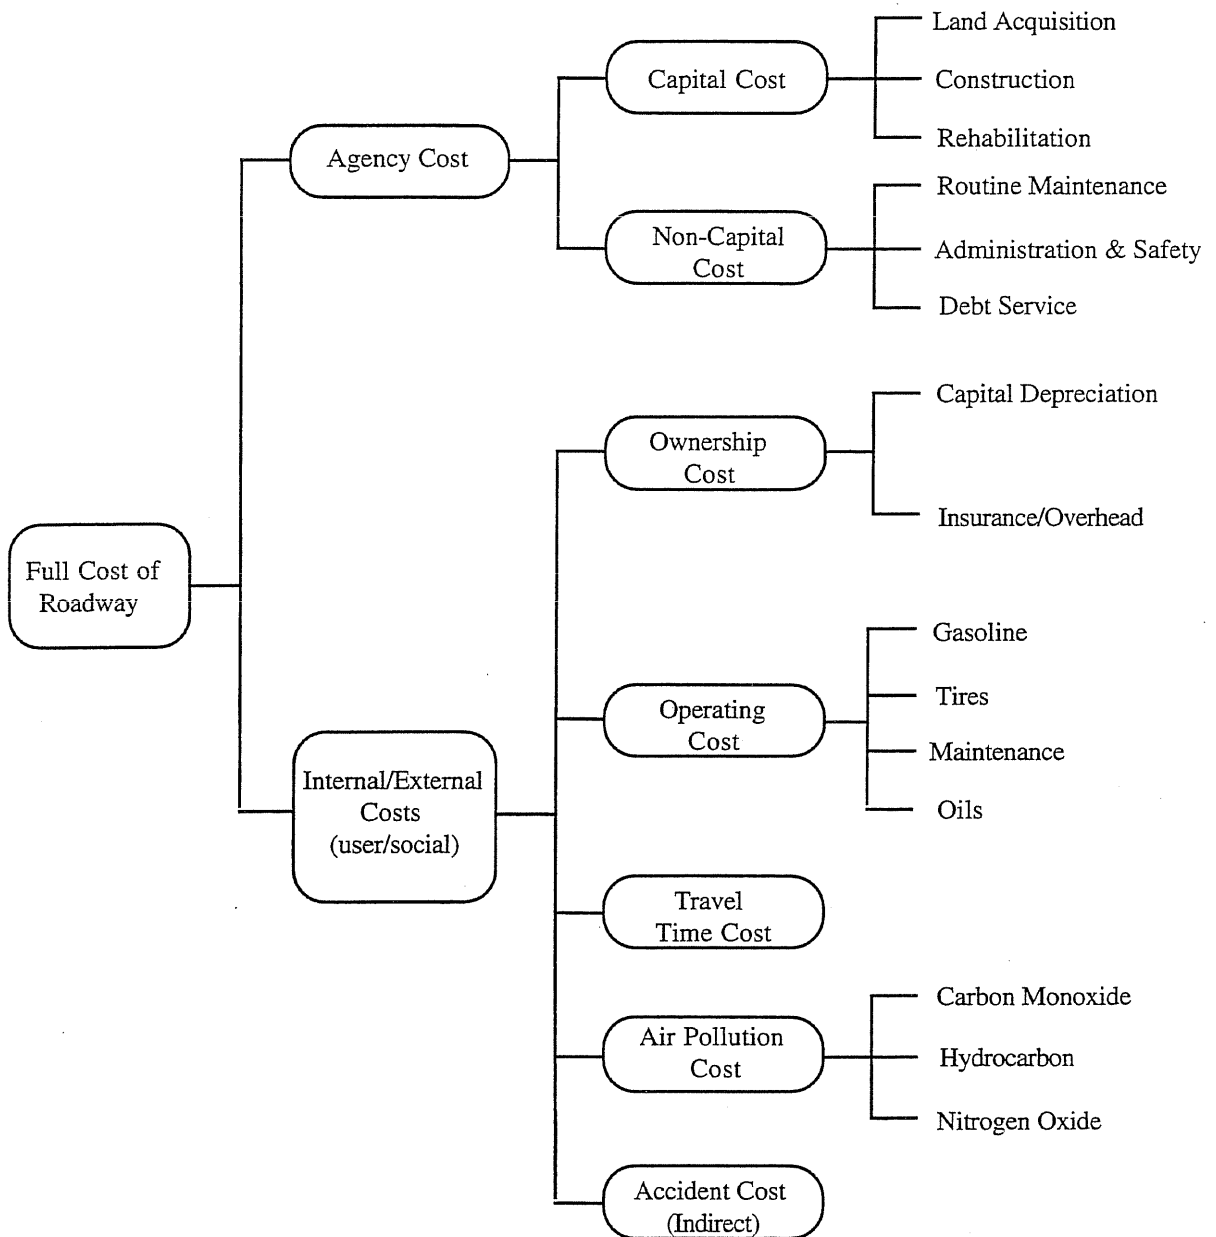 Land Acquisition
Capital Cost
Construction
Rehabilitation
Agency Cost
Routine Maintenance
Non-Capital
Cost
Administration & Safety
Debt Service
Capital Depreciation
Ownership
Cost
Insurance/Overhead
Full Cost of
Roadway
Gasoline
Tires
Operating
Cost
Maintenance
Oils
Internal/External
Costs
(user/social)
Travel
Time Cost
Carbon Monoxide
Air Pollution
Cost
Hydrocarbon
Nitrogen Oxide
Accident Cost
(Indirect)